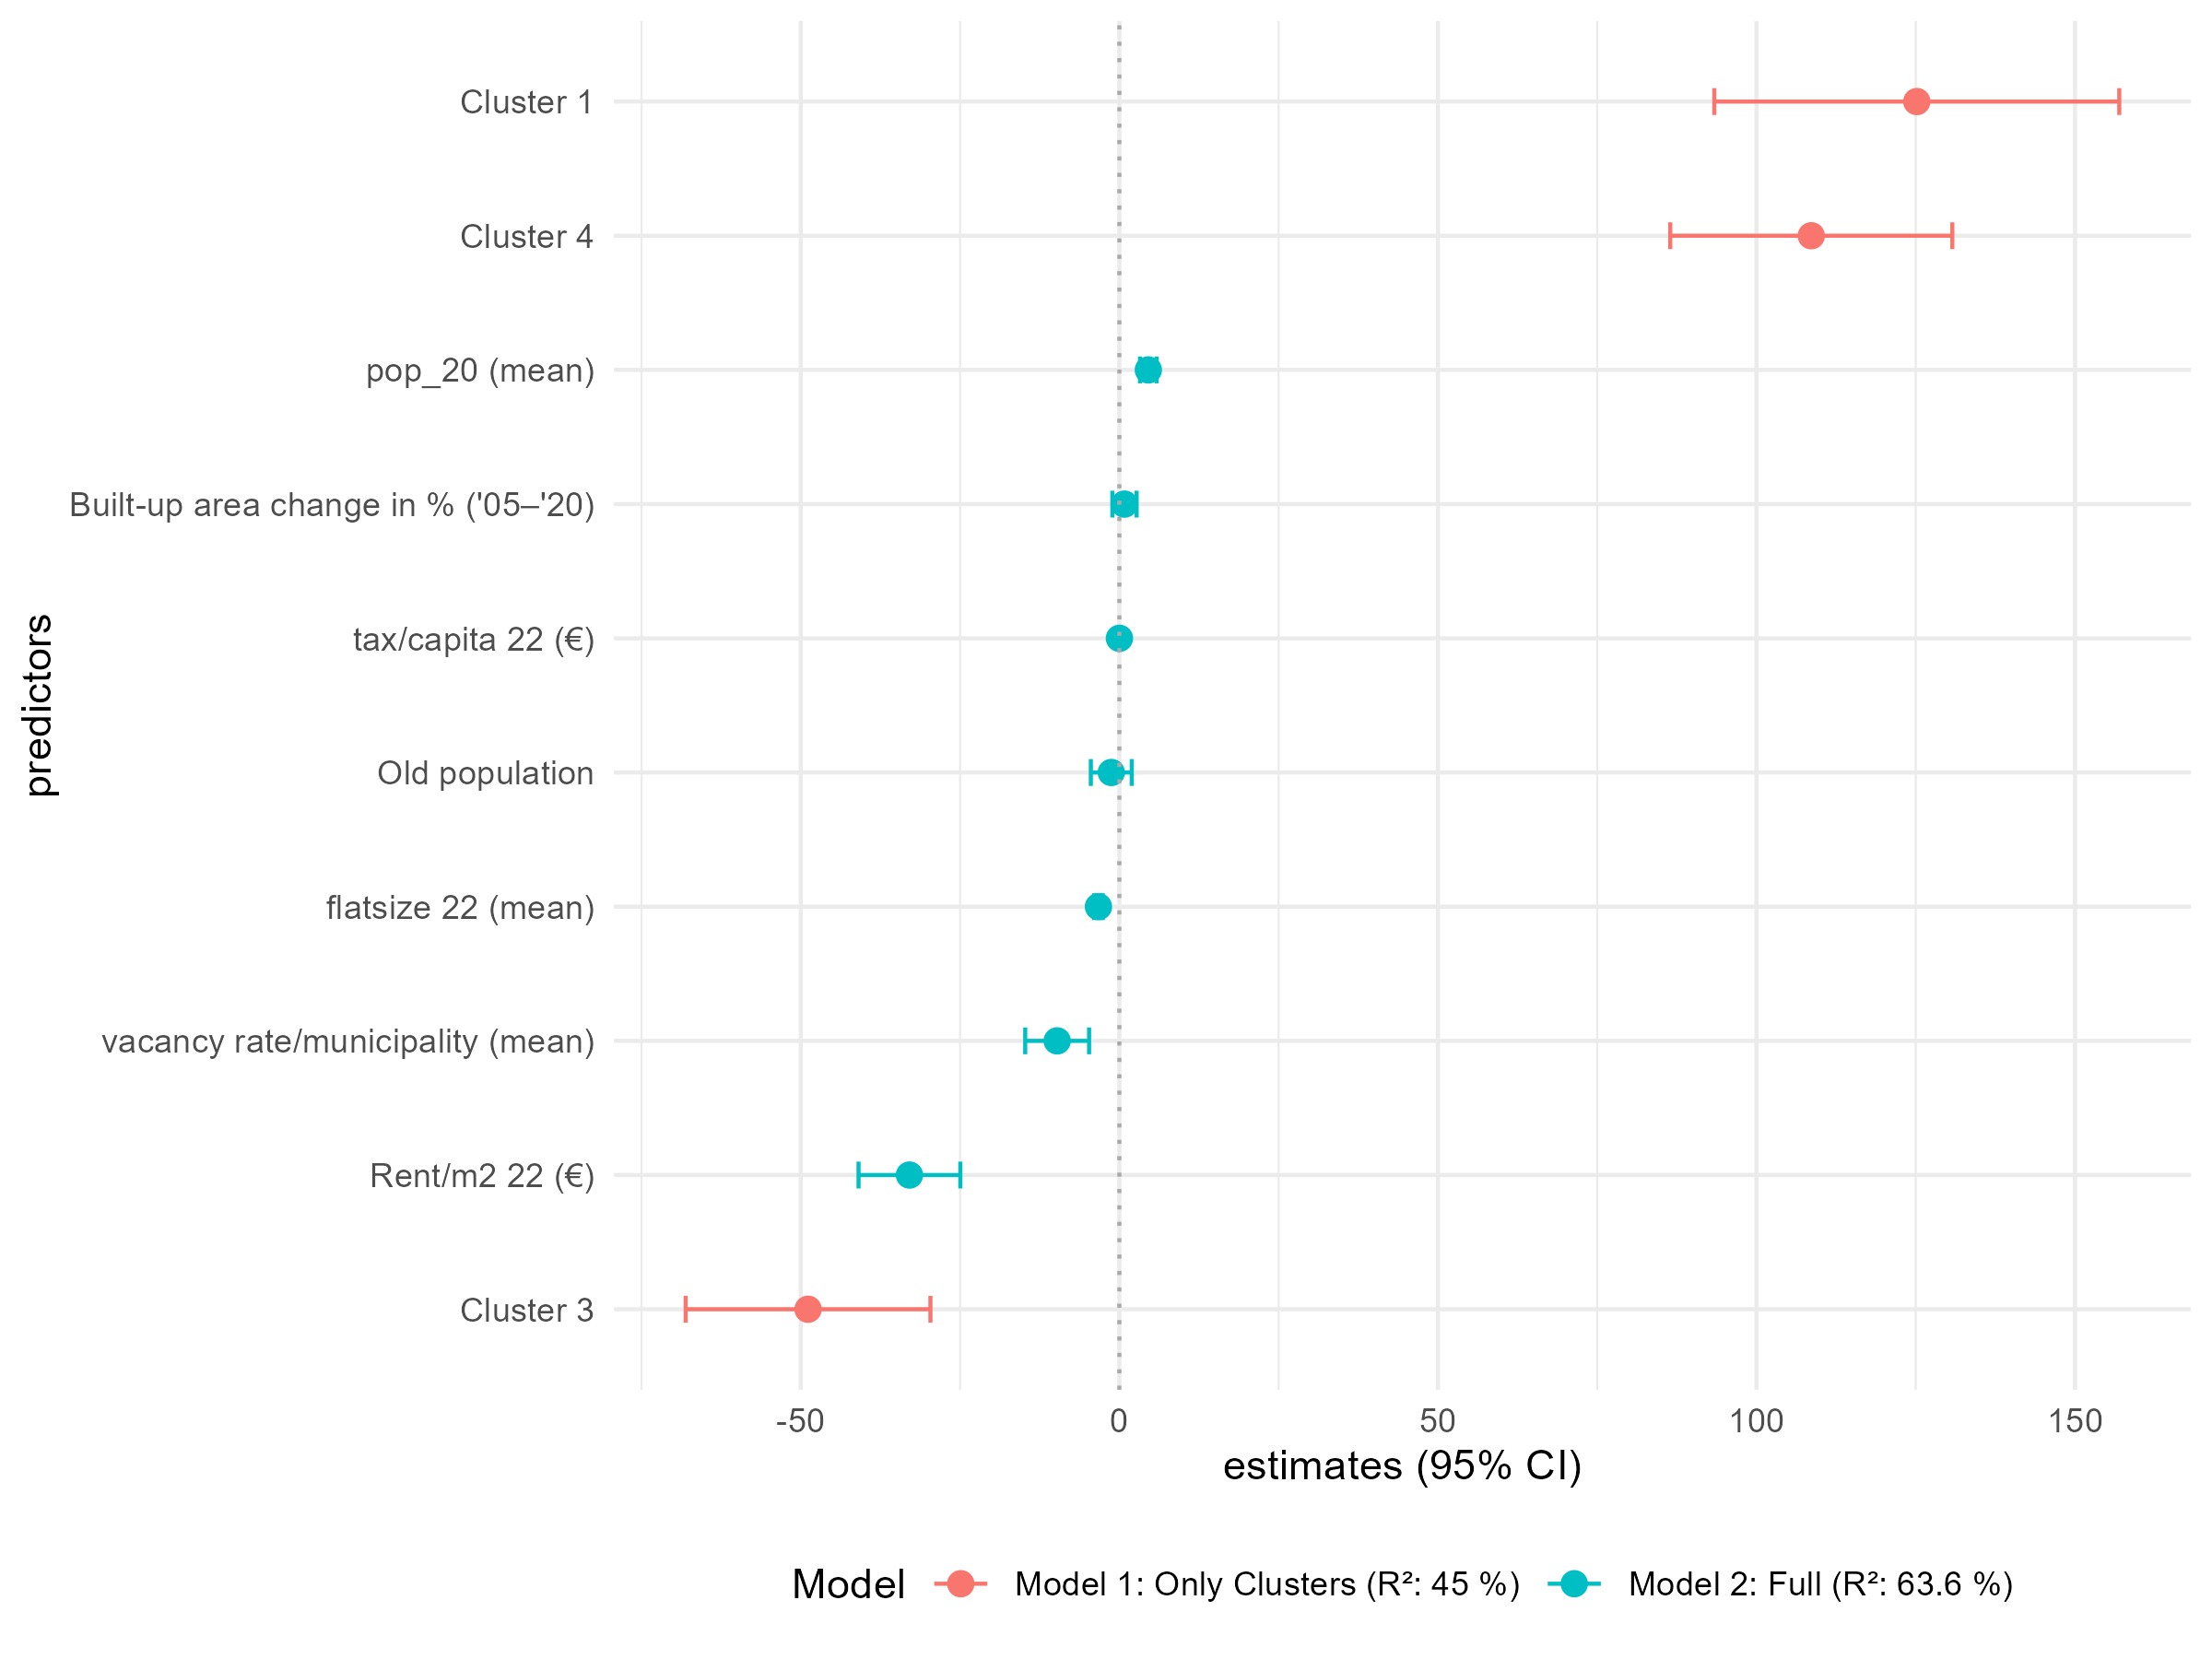 Cluster 1
Cluster 4
pop_20 (mean)
Built-up area change in % ('05–'20)
tax/capita 22 (€)
Old population
flatsize 22 (mean)
vacancy rate/municipality (mean)
Rent/m2 22 (€)
Cluster 3
predictors
-50 0 50 100 150
estimates (95% CI)
Model Model 1: Only Clusters (R²: 45 %) Model 2: Full (R²: 63.6 %)